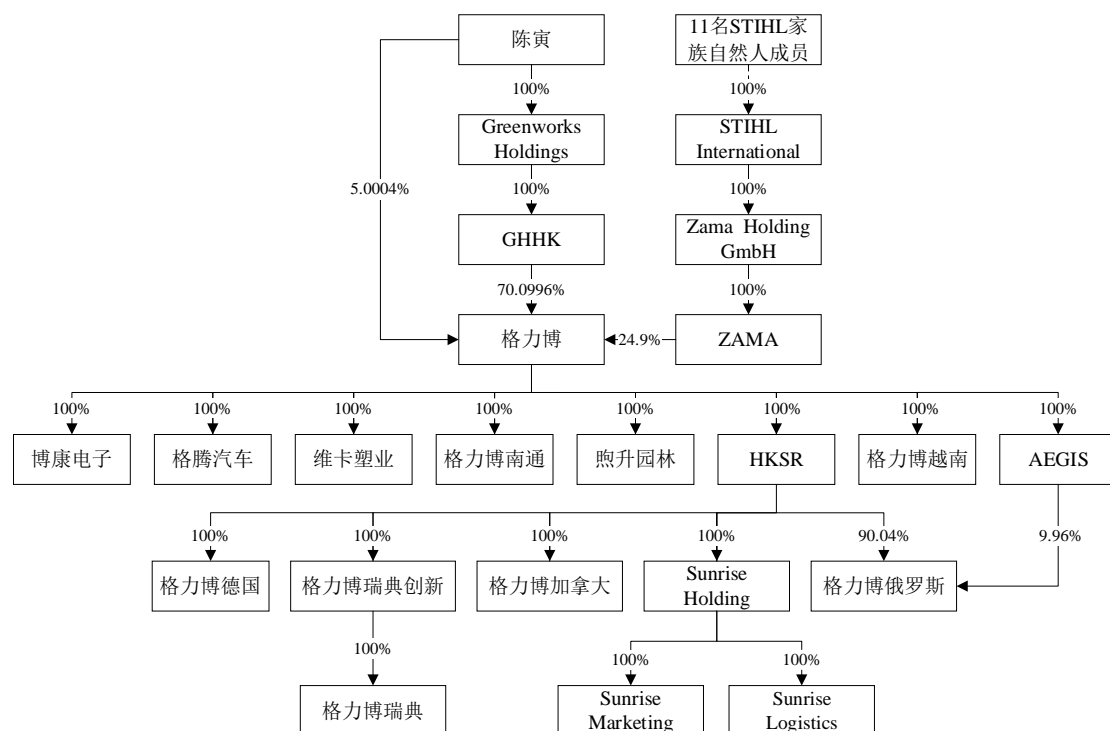 陈寅
11名STIHL家
族自然人成员
100%
100%
Greenworks
Holdings
STIHL
International
5.0004%
100%
100%
GHHK
Zama Holding
GmbH
70.0996%
100%
格力博
24.9%
ZAMA
100%
100%
100%
100%
100%
100%
100%
100%
博康电子
格腾汽车
维卡塑业
格力博南通
煦升园林
HKSR
格力博越南
AEGIS
100%
100%
100%
100%
90.04%
9.96%
格力博德国
格力博瑞典创新
格力博加拿大
Sunrise
Holding
格力博俄罗斯
100%
100%
100%
格力博瑞典
Sunrise
Marketing
Sunrise
Logistics